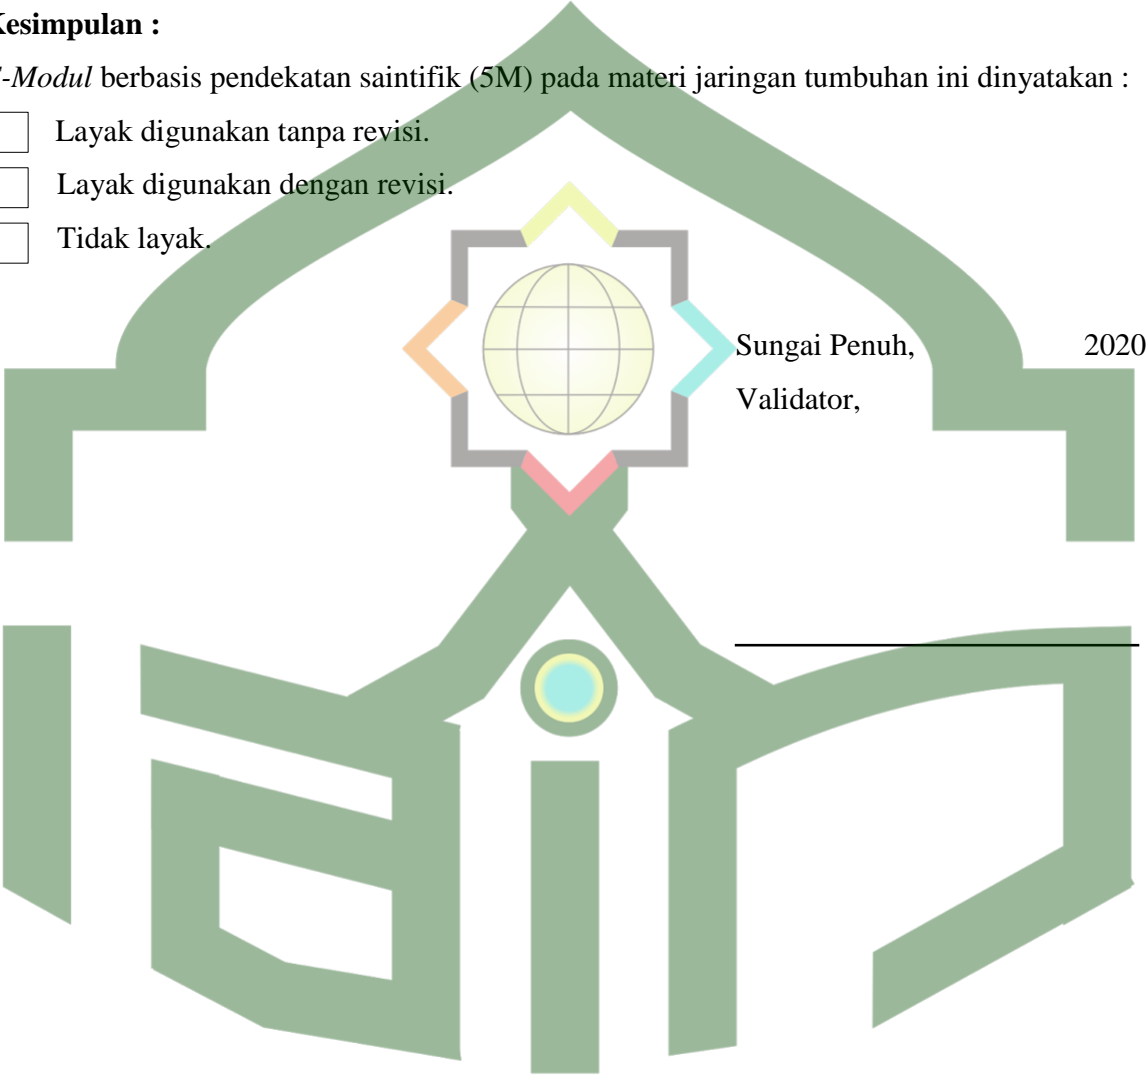 Kesimpulan :
-Modul berbasis pendekatan saintifik (5M) pada materi jaringan tumbuhan ini dinyatakan :
Layak digunakan tanpa revisi.
Layak digunakan dengan revisi.
Tidak layak.
Sungai Penuh, 2020
Validator,
iain